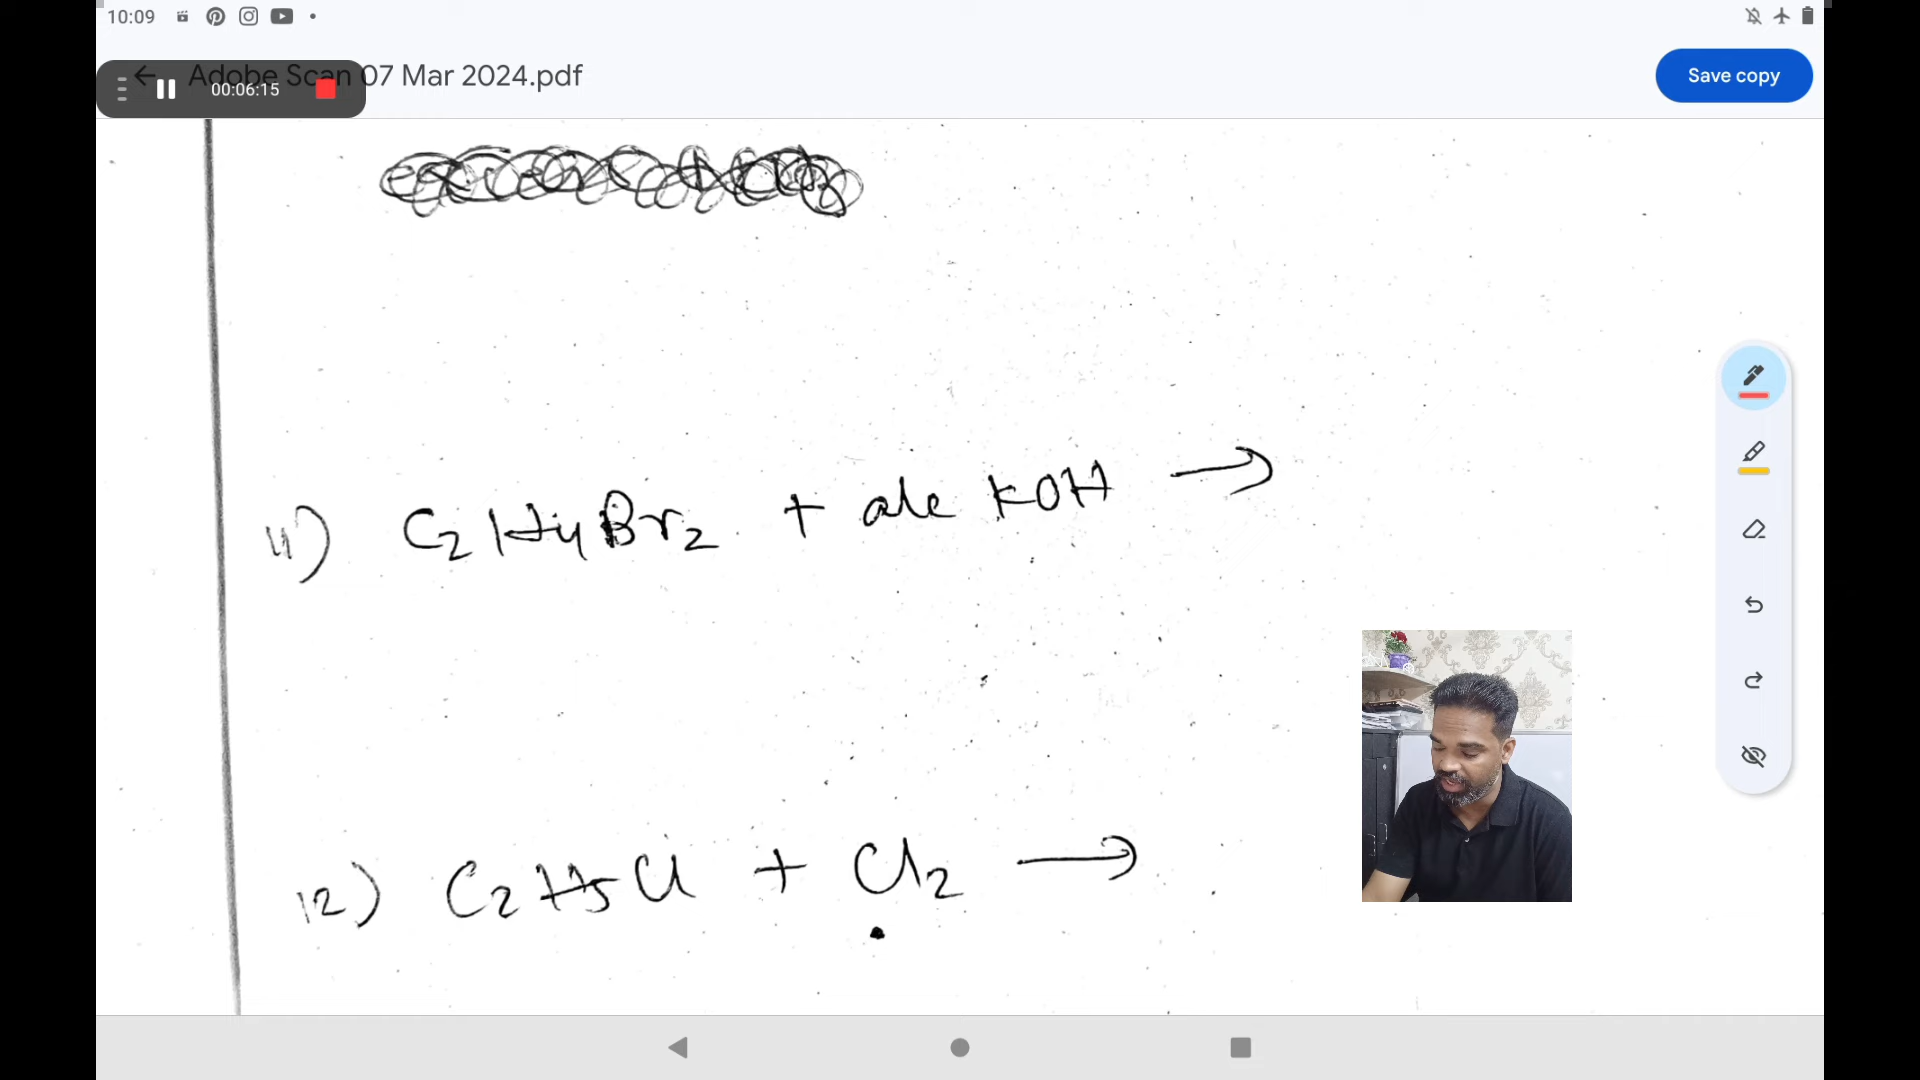 10:09
Adobe Scan 07 Mar 2024.pdf
00:06:15
Save copy
11) C₂H₄Br₂ + alc KOH →
12) C₂H₅Cl + Cl₂ →